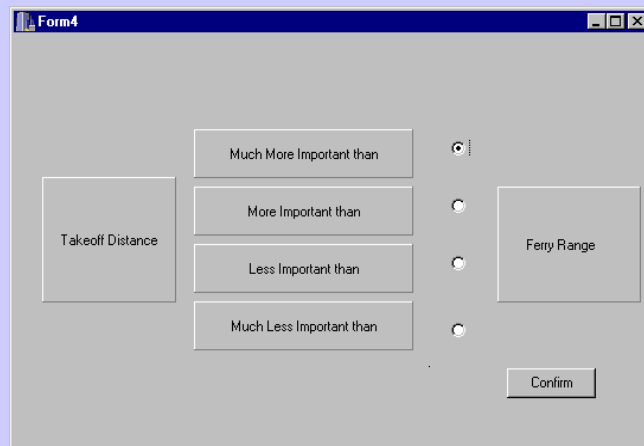 Form4
Much More Important than
More Important than
Takeoff Distance
Ferry Range
Less Important than
Much Less Important than
Confirm